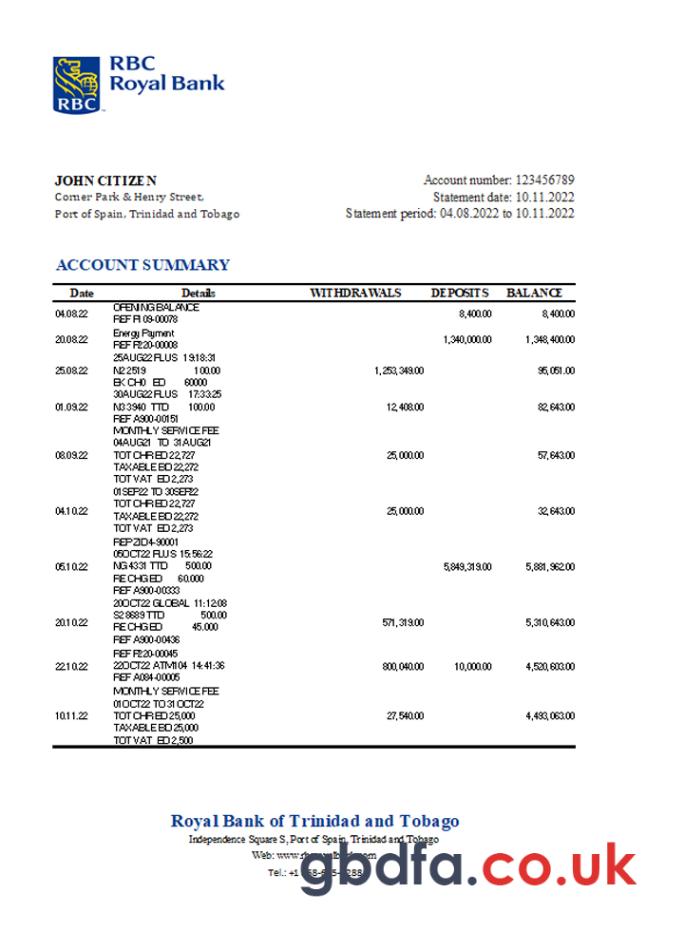 RBC
Royal Bank
RBC
JOHN CITIZEN
Corner Park & Henry Street,
Port of Spain, Trinidad and Tobago
Account number: 123456789
Statement date: 10.11.2022
Statement period: 04.08.2022 to 10.11.2022
ACCOUNT SUMMARY
Date Details WITHDRAWALS DEPOSITS BALANCE
OPENING BALANCE
04.08.22 8,400.00 8,400.00
REF FI 09-00078
Energy Payment
20.08.22 1,340,000.00 1,348,400.00
REF F220-00008
25AUG22 FLUS 19:18:31
25.08.22 N2 2519 100.00 1,253,349.00 95,051.00
EK CH0 ED 60000
30AUG22 FLUS 17:33:25
01.09.22 N3 3940 TTD 100.00 12,408.00 82,643.00
REF A900-00151
MONTHLY SERVICE FEE
04AUG21 TO 31AUG21
08.09.22 TOT CHR ED 22,727 25,000.00 57,643.00
TAXABLE BD 22,272
TOT VAT ED 2,273
01SEP22 TO 30SEP22
TOT CHR ED 22,727
04.10.22 25,000.00 32,643.00
TAXABLE BD 22,272
TOT VAT ED 2,273
REP ZID4-90001
05OCT22 FLUS 15:56:22
05.10.22 NG 4331 TTD 500.00 5,849,319.00 5,881,962.00
RE CHG ED 60.000
REF A900-00333
20OCT22 GLOBAL 11:12:08
S2 8689 TTD 500.00
20.10.22 RE CHG ED 45.000 571,319.00 5,310,643.00
REF A900-00436
REF F220-00045
22.10.22 22OCT22 ATM104 14:41:36 800,040.00 10,000.00 4,520,603.00
REF A084-00005
MONTHLY SERVICE FEE
01OCT22 TO 31OCT22
10.11.22 TOT CHR ED 25,000 27,540.00 4,493,063.00
TAXABLE BD 25,000
TOT VAT ED 2,500
Royal Bank of Trinidad and Tobago
Independence Square S, Port of Spain, Trinidad and Tobago
Web:
Tel.: +1
gbdfa.co.uk